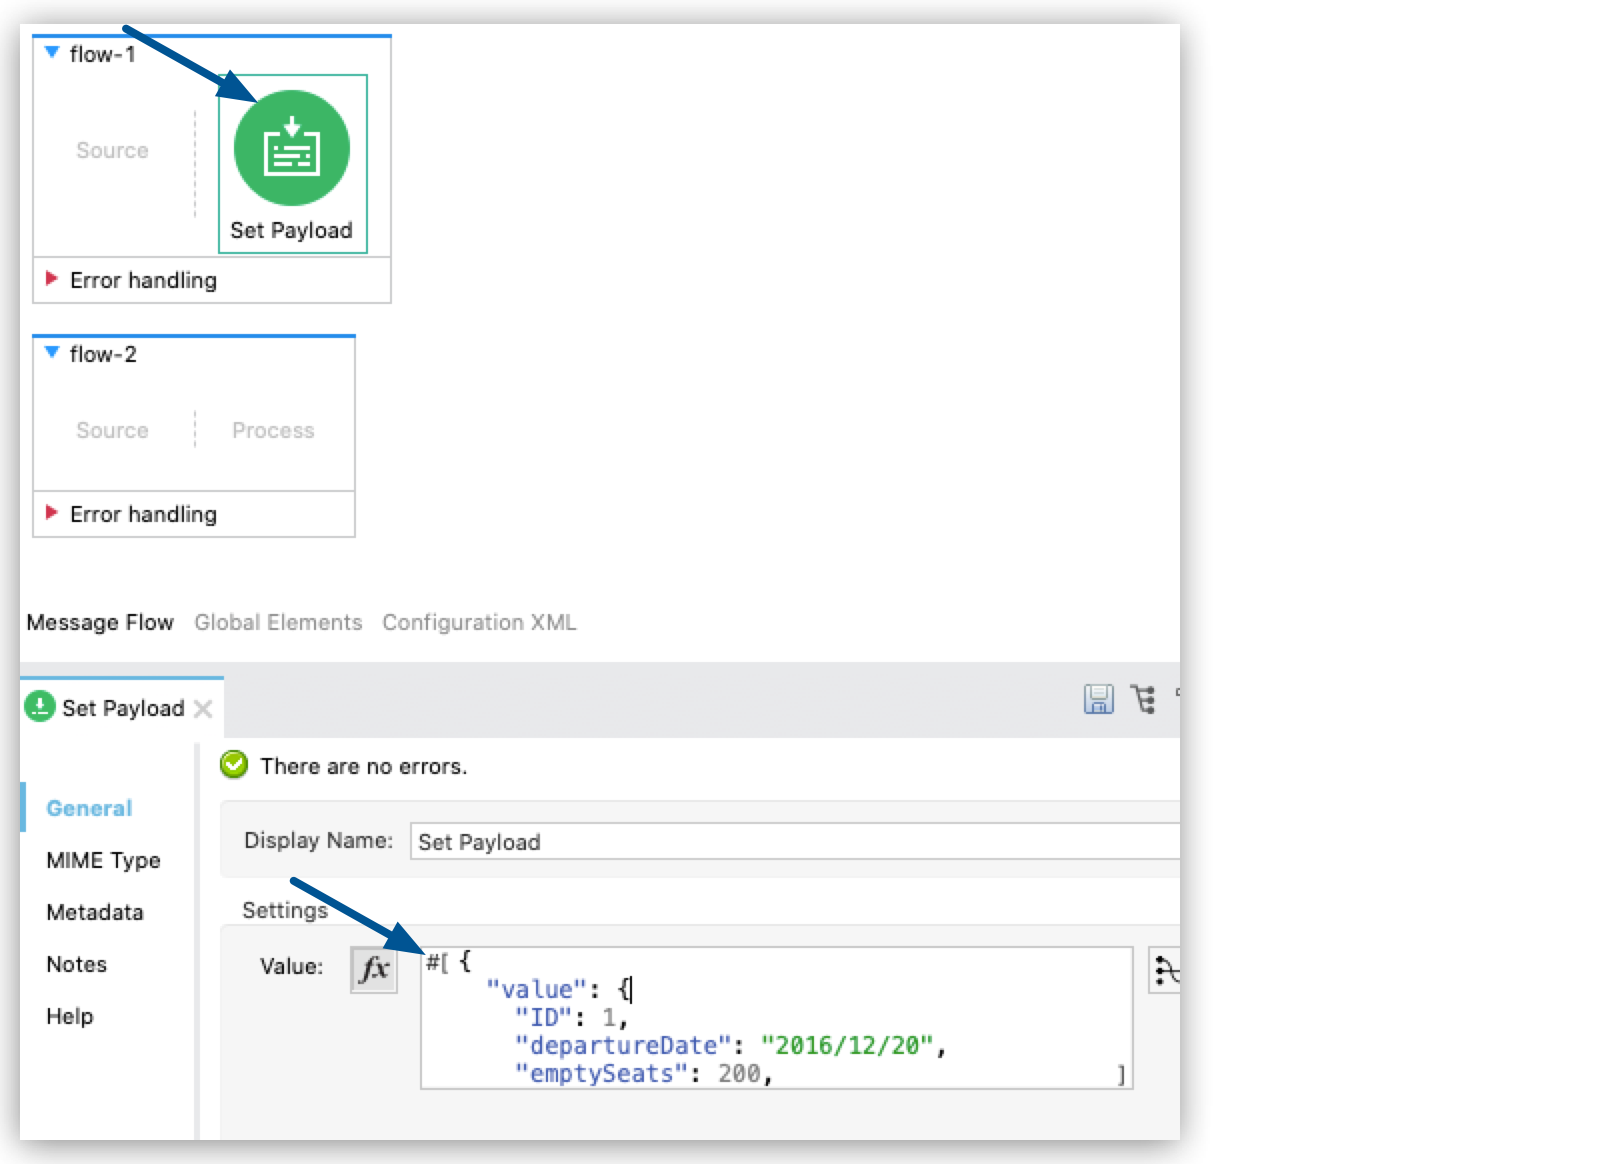 flow-1
Source
Set Payload
Error handling
flow-2
Source Process
Error handling
Message Flow Global Elements Configuration XML
Set Payload
There are no errors.
General
Display Name: Set Payload
MIME Type
Metadata
Settings
Notes
Value: fx #[ {
"value": {
Help
"ID": 1,
"departureDate": "2016/12/20",
"emptySeats": 200, ]